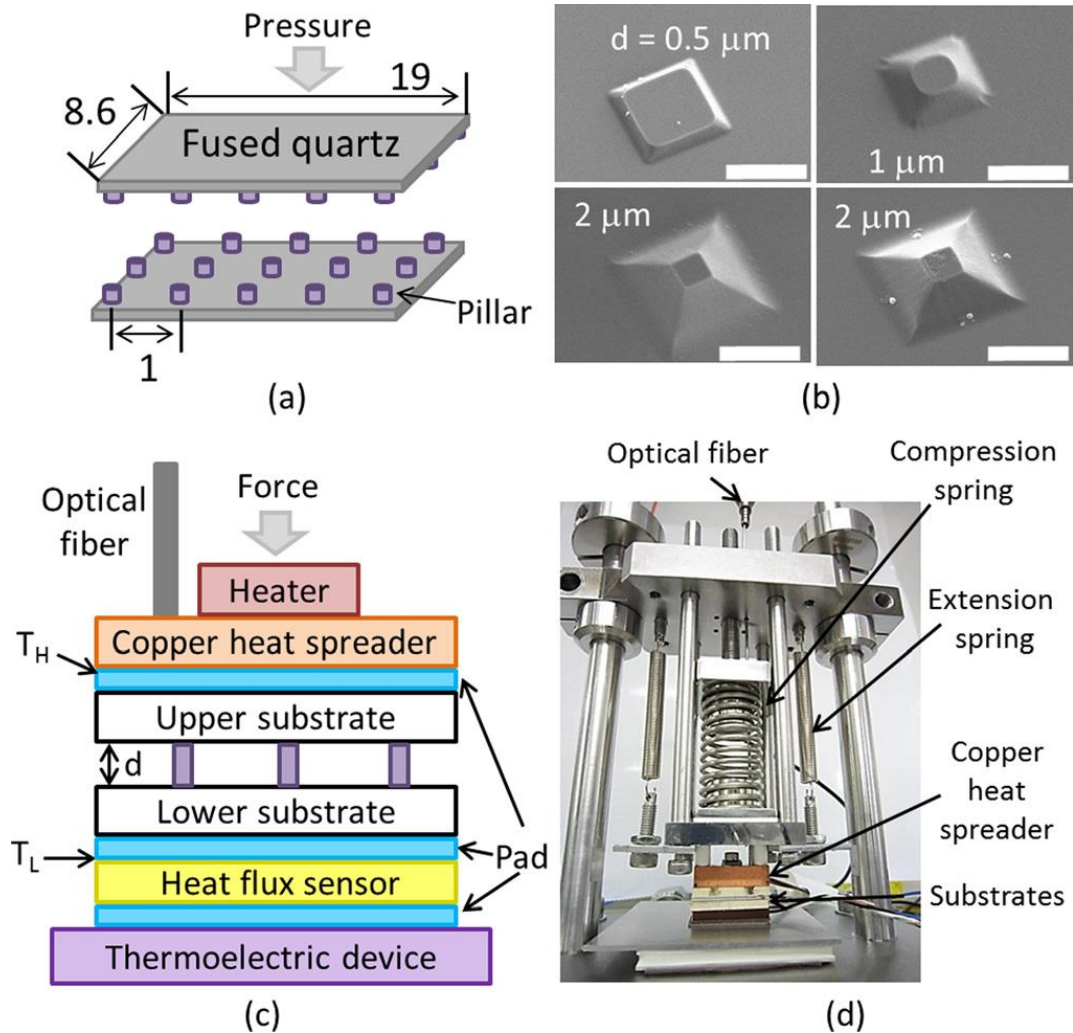 Pressure
19
8.6
Fused quartz
Pillar
1
(a)
d = 0.5 μm
1 μm
2 μm
2 μm
(b)
Optical
fiber
Force
Heater
T_H
Copper heat spreader
Upper substrate
d
Lower substrate
T_L
Pad
Heat flux sensor
Thermoelectric device
(c)
Optical fiber
Compression
spring
Extension
spring
Copper
heat
spreader
Substrates
(d)